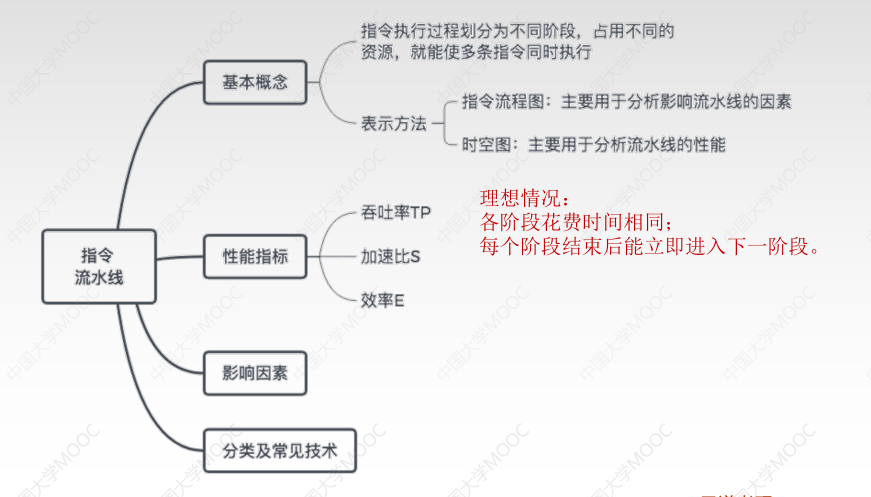 指令执行过程划分为不同阶段，占用不同的
资源，就能使多条指令同时执行
基本概念
指令流程图：主要用于分析影响流水线的因素
表示方法
时空图：主要用于分析流水线的性能
理想情况：
各阶段花费时间相同；
每个阶段结束后能立即进入下一阶段。
吞吐率TP
指令
流水线
性能指标
加速比S
效率E
影响因素
分类及常见技术
中国大学MOOC